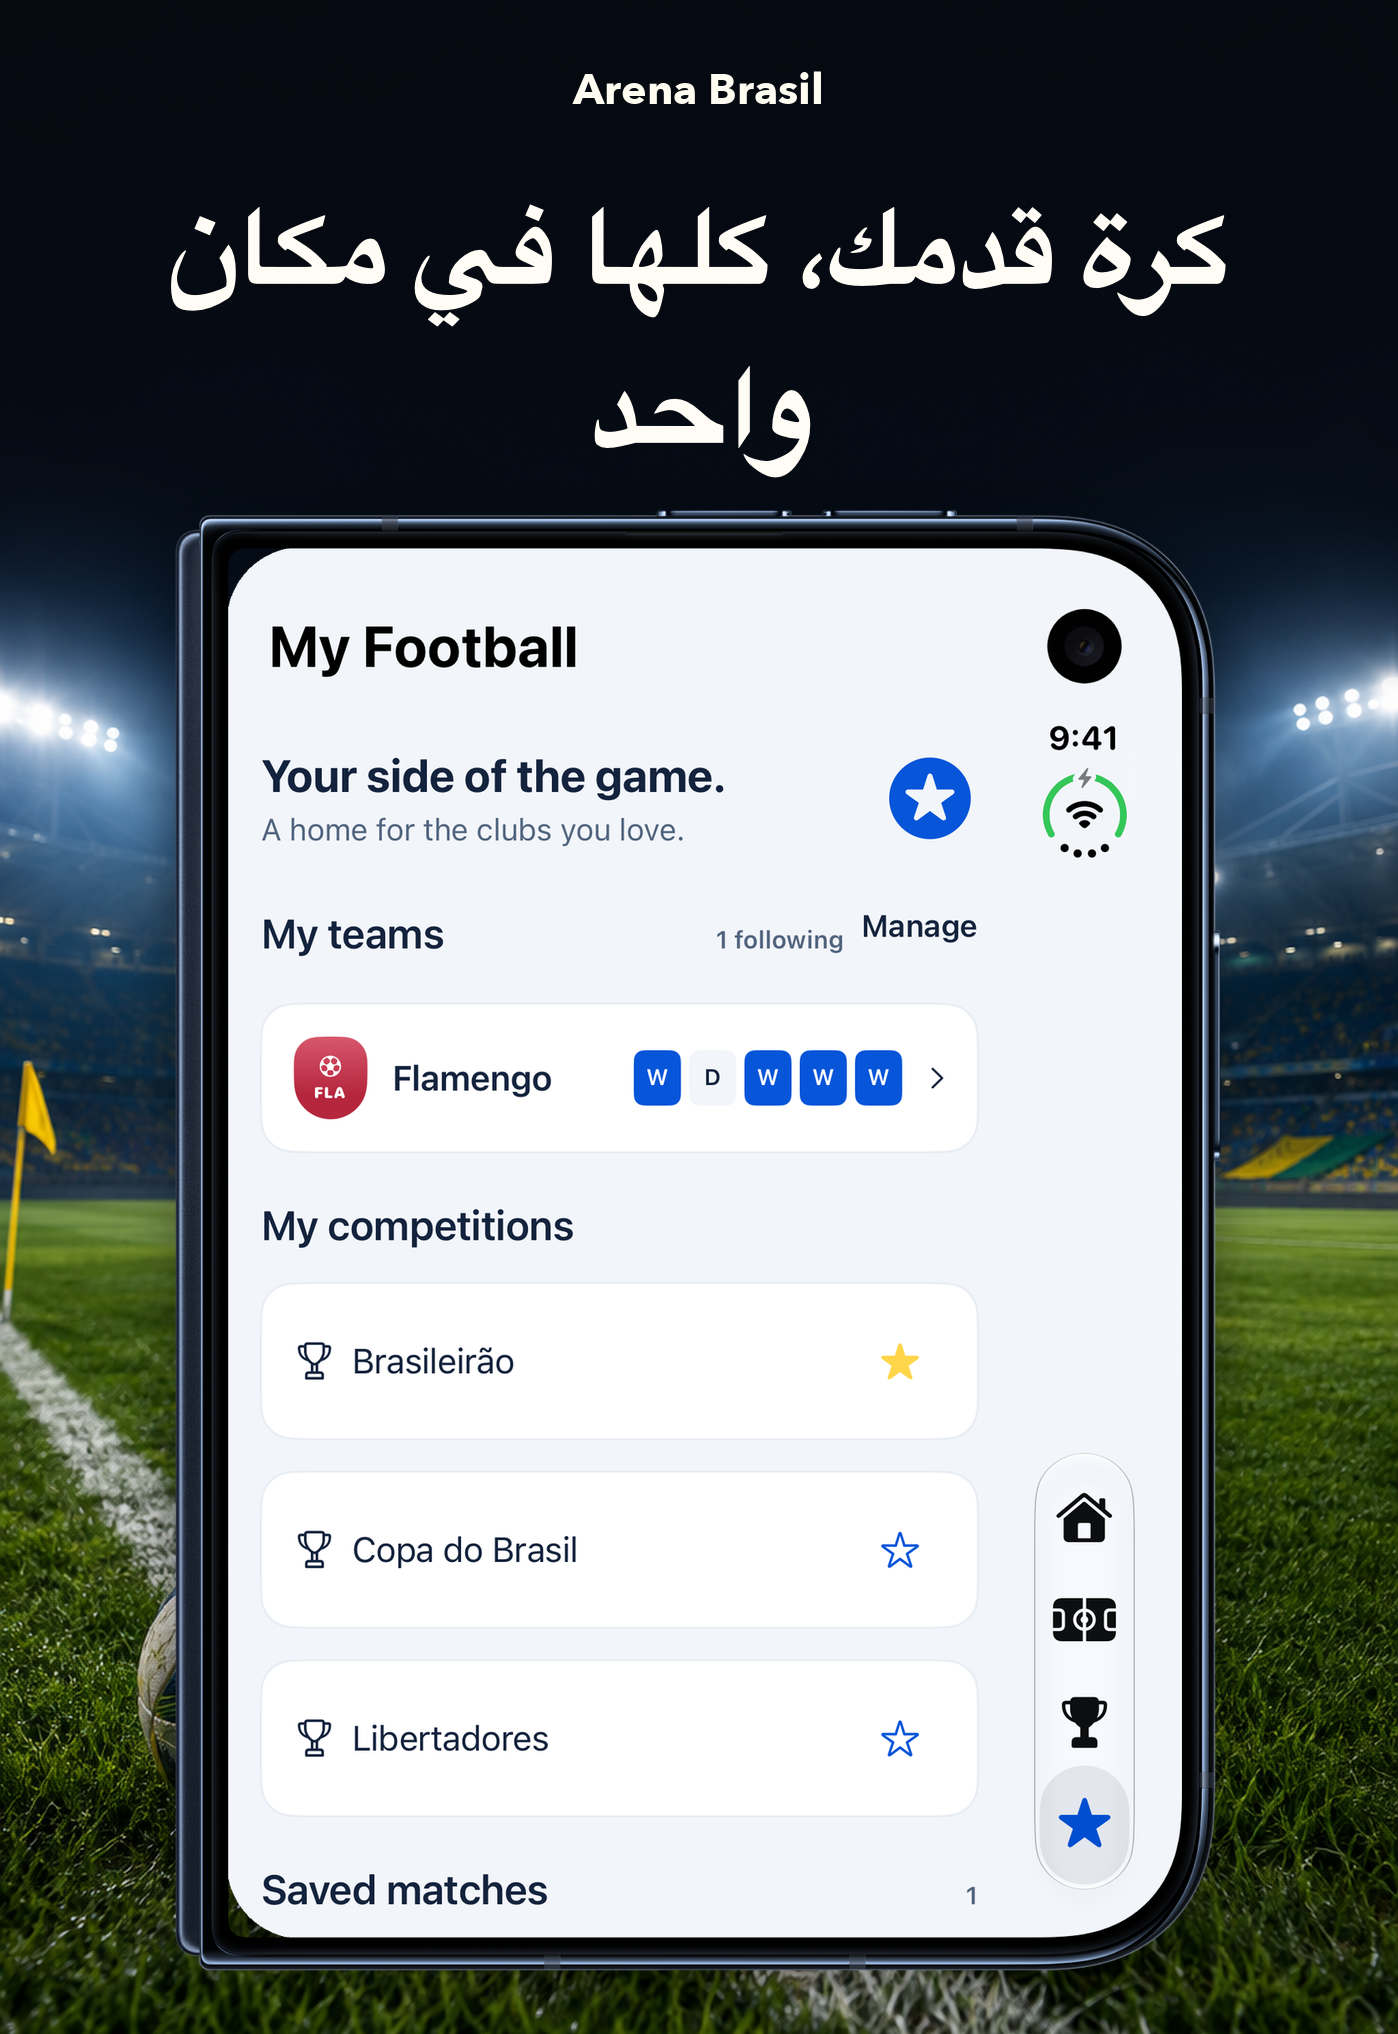 Arena Brasil
كرة قدمك، كلها في مكان
واحد
My Football
9:41
Your side of the game.
A home for the clubs you love.
My teams
1 following
Manage
FLA
Flamengo
W D W W W
My competitions
Brasileirão
Copa do Brasil
Libertadores
Saved matches
1